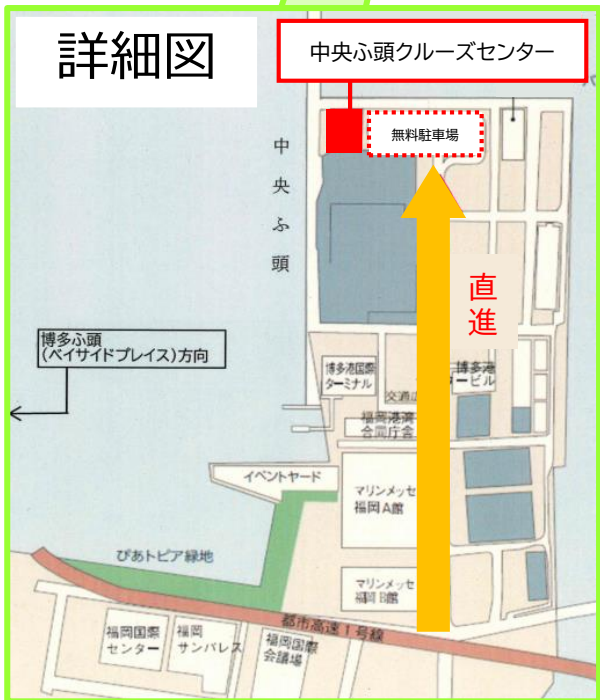 詳細図
中央ふ頭クルーズセンター
無料駐車場
中央ふ頭
直進
博多ふ頭
(ベイサイドプレイス)方向
博多港国際
ターミナル
博多港
ービル
交通広
福岡港湾
合同庁舎
イベントヤード
マリンメッセ
福岡A館
ぴあトピア緑地
マリンメッセ
福岡B館
都市高速1号線
福岡国際
センター
福岡
サンパレス
福岡国際
会議場